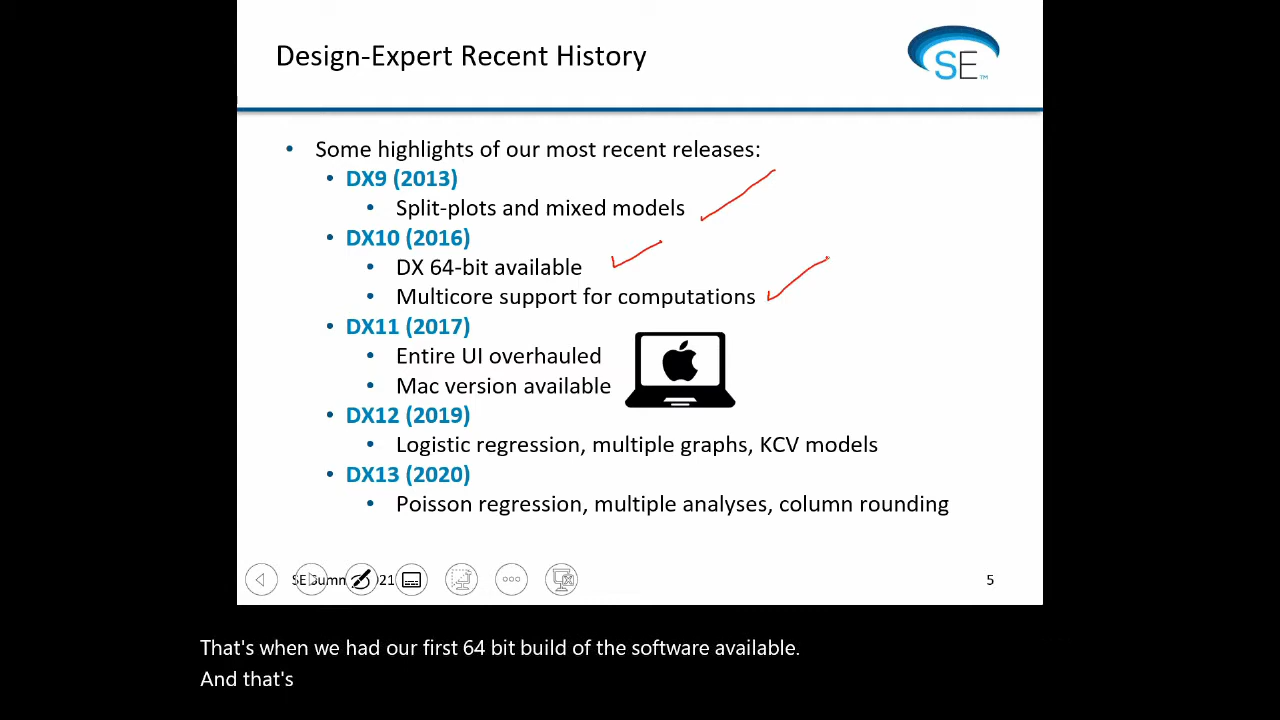 Design-Expert Recent History
SE™
• Some highlights of our most recent releases:
• DX9 (2013)
• Split-plots and mixed models
• DX10 (2016)
• DX 64-bit available
• Multicore support for computations
• DX11 (2017)
• Entire UI overhauled
• Mac version available
• DX12 (2019)
• Logistic regression, multiple graphs, KCV models
• DX13 (2020)
• Poisson regression, multiple analyses, column rounding
SE 21
5
That's when we had our first 64 bit build of the software available.
And that's